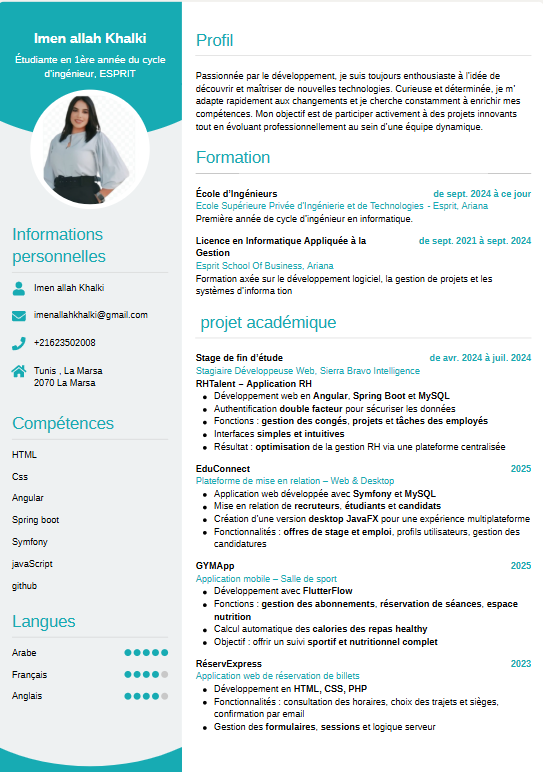 Imen allah Khalki
Étudiante en 1ère année du cycle
d'ingénieur, ESPRIT
Informations
personnelles
Imen allah Khalki
imenallahkhalki@gmail.com
+21623502008
Tunis , La Marsa
2070 La Marsa
Compétences
HTML
Css
Angular
Spring boot
Symfony
javaScript
github
Langues
Arabe
Français
Anglais
Profil
Passionnée par le développement, je suis toujours enthousiaste à l'idée de
découvrir et maîtriser de nouvelles technologies. Curieuse et déterminée, je m'
adapte rapidement aux changements et je cherche constamment à enrichir mes
compétences. Mon objectif est de participer activement à des projets innovants
tout en évoluant professionnellement au sein d'une équipe dynamique.
Formation
École d'Ingénieurs de sept. 2024 à ce jour
Ecole Supérieure Privée d'Ingénierie et de Technologies - Esprit, Ariana
Première année de cycle d'ingénieur en informatique.
Licence en Informatique Appliquée à la de sept. 2021 à sept. 2024
Gestion
Esprit School Of Business, Ariana
Formation axée sur le développement logiciel, la gestion de projets et les
systèmes d'informa tion
projet académique
Stage de fin d'étude de avr. 2024 à juil. 2024
Stagiaire Développeuse Web, Sierra Bravo Intelligence
RHTalent – Application RH
• Développement web en Angular, Spring Boot et MySQL
• Authentification double facteur pour sécuriser les données
• Fonctions : gestion des congés, projets et tâches des employés
• Interfaces simples et intuitives
• Résultat : optimisation de la gestion RH via une plateforme centralisée
EduConnect 2025
Plateforme de mise en relation – Web & Desktop
• Application web développée avec Symfony et MySQL
• Mise en relation de recruteurs, étudiants et candidats
• Création d'une version desktop JavaFX pour une expérience multiplateforme
• Fonctionnalités : offres de stage et emploi, profils utilisateurs, gestion des
candidatures
GYMApp 2025
Application mobile – Salle de sport
• Développement avec FlutterFlow
• Fonctions : gestion des abonnements, réservation de séances, espace
nutrition
• Calcul automatique des calories des repas healthy
• Objectif : offrir un suivi sportif et nutritionnel complet
RéservExpress 2023
Application web de réservation de billets
• Développement en HTML, CSS, PHP
• Fonctionnalités : consultation des horaires, choix des trajets et sièges,
confirmation par email
• Gestion des formulaires, sessions et logique serveur